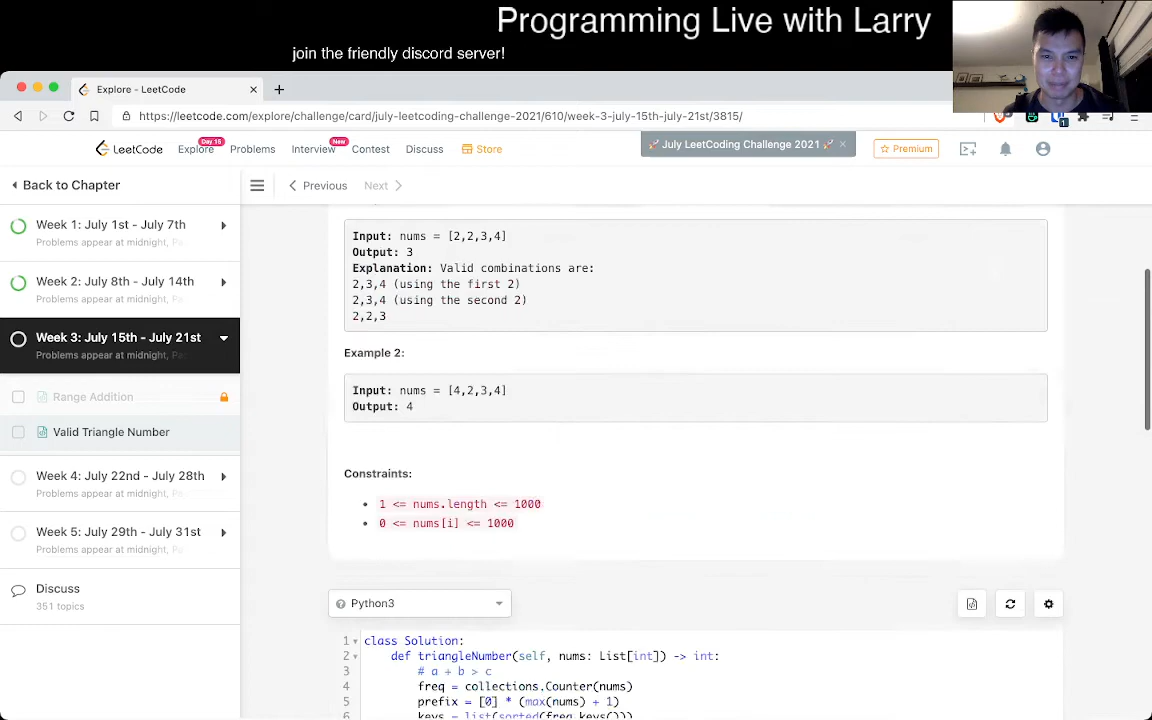 Programming Live with Larry
join the friendly discord server!
Explore - LeetCode
https://leetcode.com/explore/challenge/card/july-leetcoding-challenge-2021/610/week-3-july-15th-july-21st/3815/
LeetCode
Explore
Problems
Interview
New
Contest
Discuss
Store
July LeetCoding Challenge 2021
Premium
Back to Chapter
Previous
Next
Week 1: July 1st - July 7th
Problems appear at midnight,
Week 2: July 8th - July 14th
Problems appear at midnight,
Week 3: July 15th - July 21st
Problems appear at midnight,
Range Addition
Valid Triangle Number
Week 4: July 22nd - July 28th
Problems appear at midnight,
Week 5: July 29th - July 31st
Problems appear at midnight,
Discuss
351 topics
Input: nums = [2,2,3,4]
Output: 3
Explanation: Valid combinations are:
2,3,4 (using the first 2)
2,3,4 (using the second 2)
2,2,3
Example 2:
Input: nums = [4,2,3,4]
Output: 4
Constraints:
1 <= nums.length <= 1000
0 <= nums[i] <= 1000
Python3
1 class Solution:
2 def triangleNumber(self, nums: List[int]) -> int:
3 # a + b > c
4 freq = collections.Counter(nums)
5 prefix = [0] * (max(nums) + 1)
6 keys = list(sorted(freq.keys()))